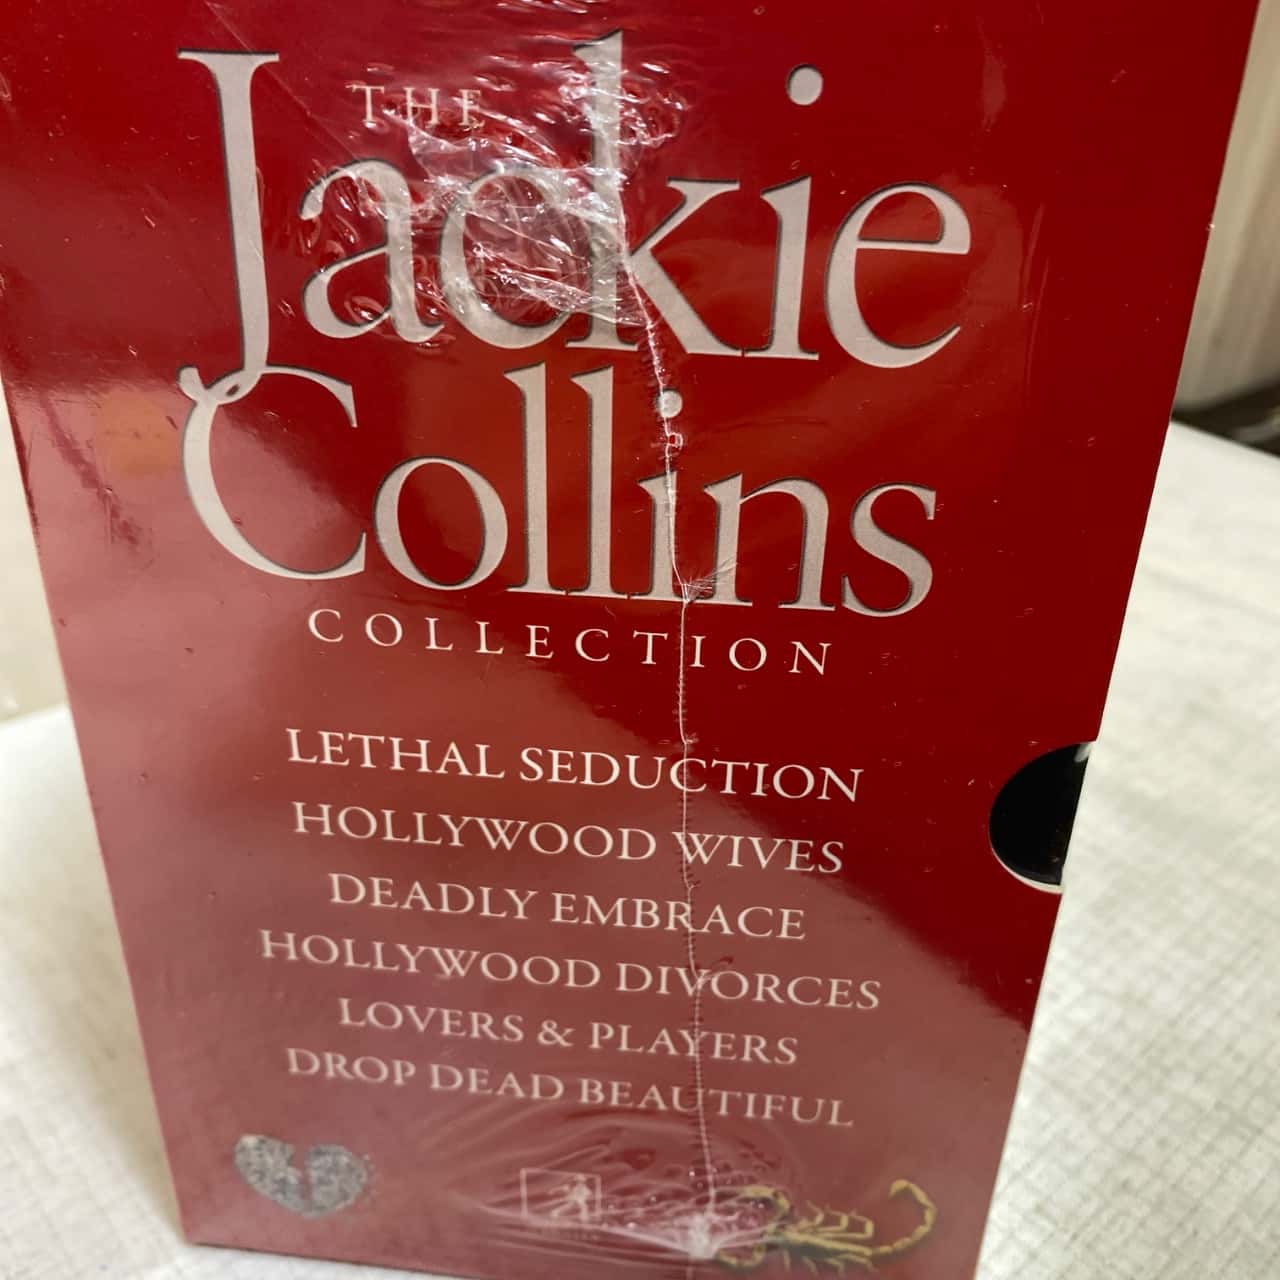 THE
Jackie
Collins
COLLECTION
LETHAL SEDUCTION
HOLLYWOOD WIVES
DEADLY EMBRACE
HOLLYWOOD DIVORCES
LOVERS & PLAYERS
DROP DEAD BEAUTIFUL